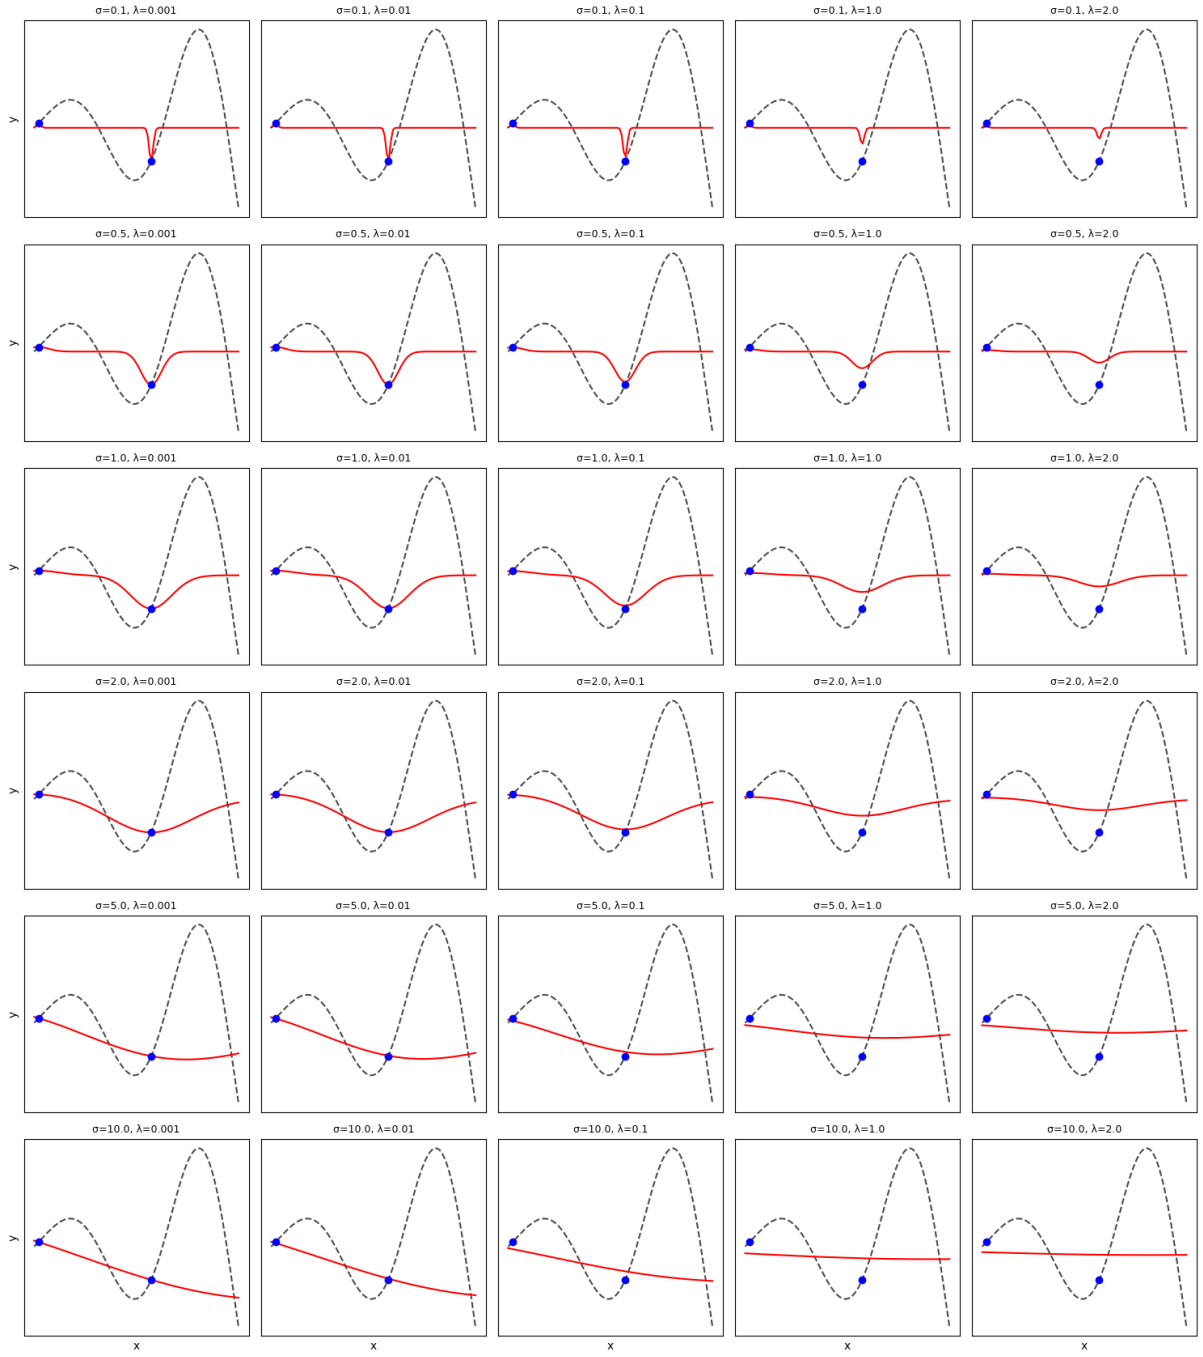 σ=0.1, λ=0.001
σ=0.1, λ=0.01
σ=0.1, λ=0.1
σ=0.1, λ=1.0
σ=0.1, λ=2.0
y
σ=0.5, λ=0.001
σ=0.5, λ=0.01
σ=0.5, λ=0.1
σ=0.5, λ=1.0
σ=0.5, λ=2.0
y
σ=1.0, λ=0.001
σ=1.0, λ=0.01
σ=1.0, λ=0.1
σ=1.0, λ=1.0
σ=1.0, λ=2.0
y
σ=2.0, λ=0.001
σ=2.0, λ=0.01
σ=2.0, λ=0.1
σ=2.0, λ=1.0
σ=2.0, λ=2.0
y
σ=5.0, λ=0.001
σ=5.0, λ=0.01
σ=5.0, λ=0.1
σ=5.0, λ=1.0
σ=5.0, λ=2.0
y
σ=10.0, λ=0.001
σ=10.0, λ=0.01
σ=10.0, λ=0.1
σ=10.0, λ=1.0
σ=10.0, λ=2.0
y
x
x
x
x
x